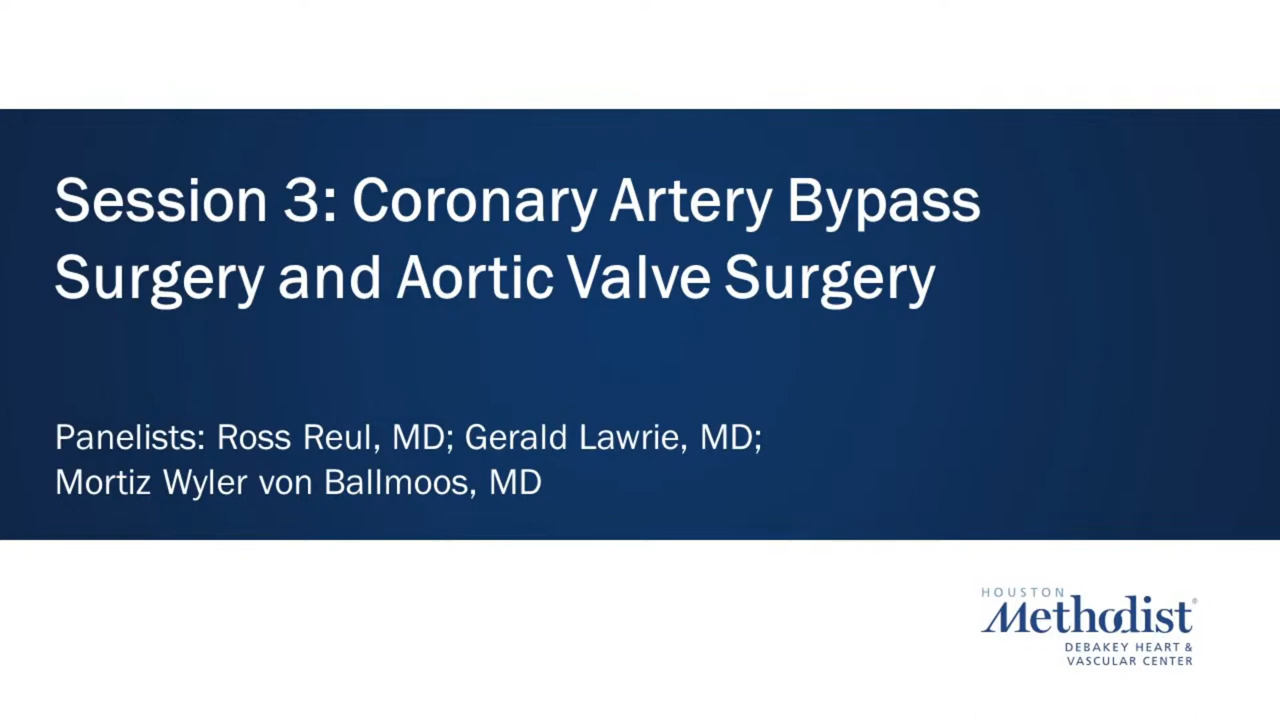 Session 3: Coronary Artery Bypass
Surgery and Aortic Valve Surgery
Panelists: Ross Reul, MD; Gerald Lawrie, MD;
Mortiz Wyler von Ballmoos, MD
HOUSTON
Methodist®
DEBAKEY HEART &
VASCULAR CENTER